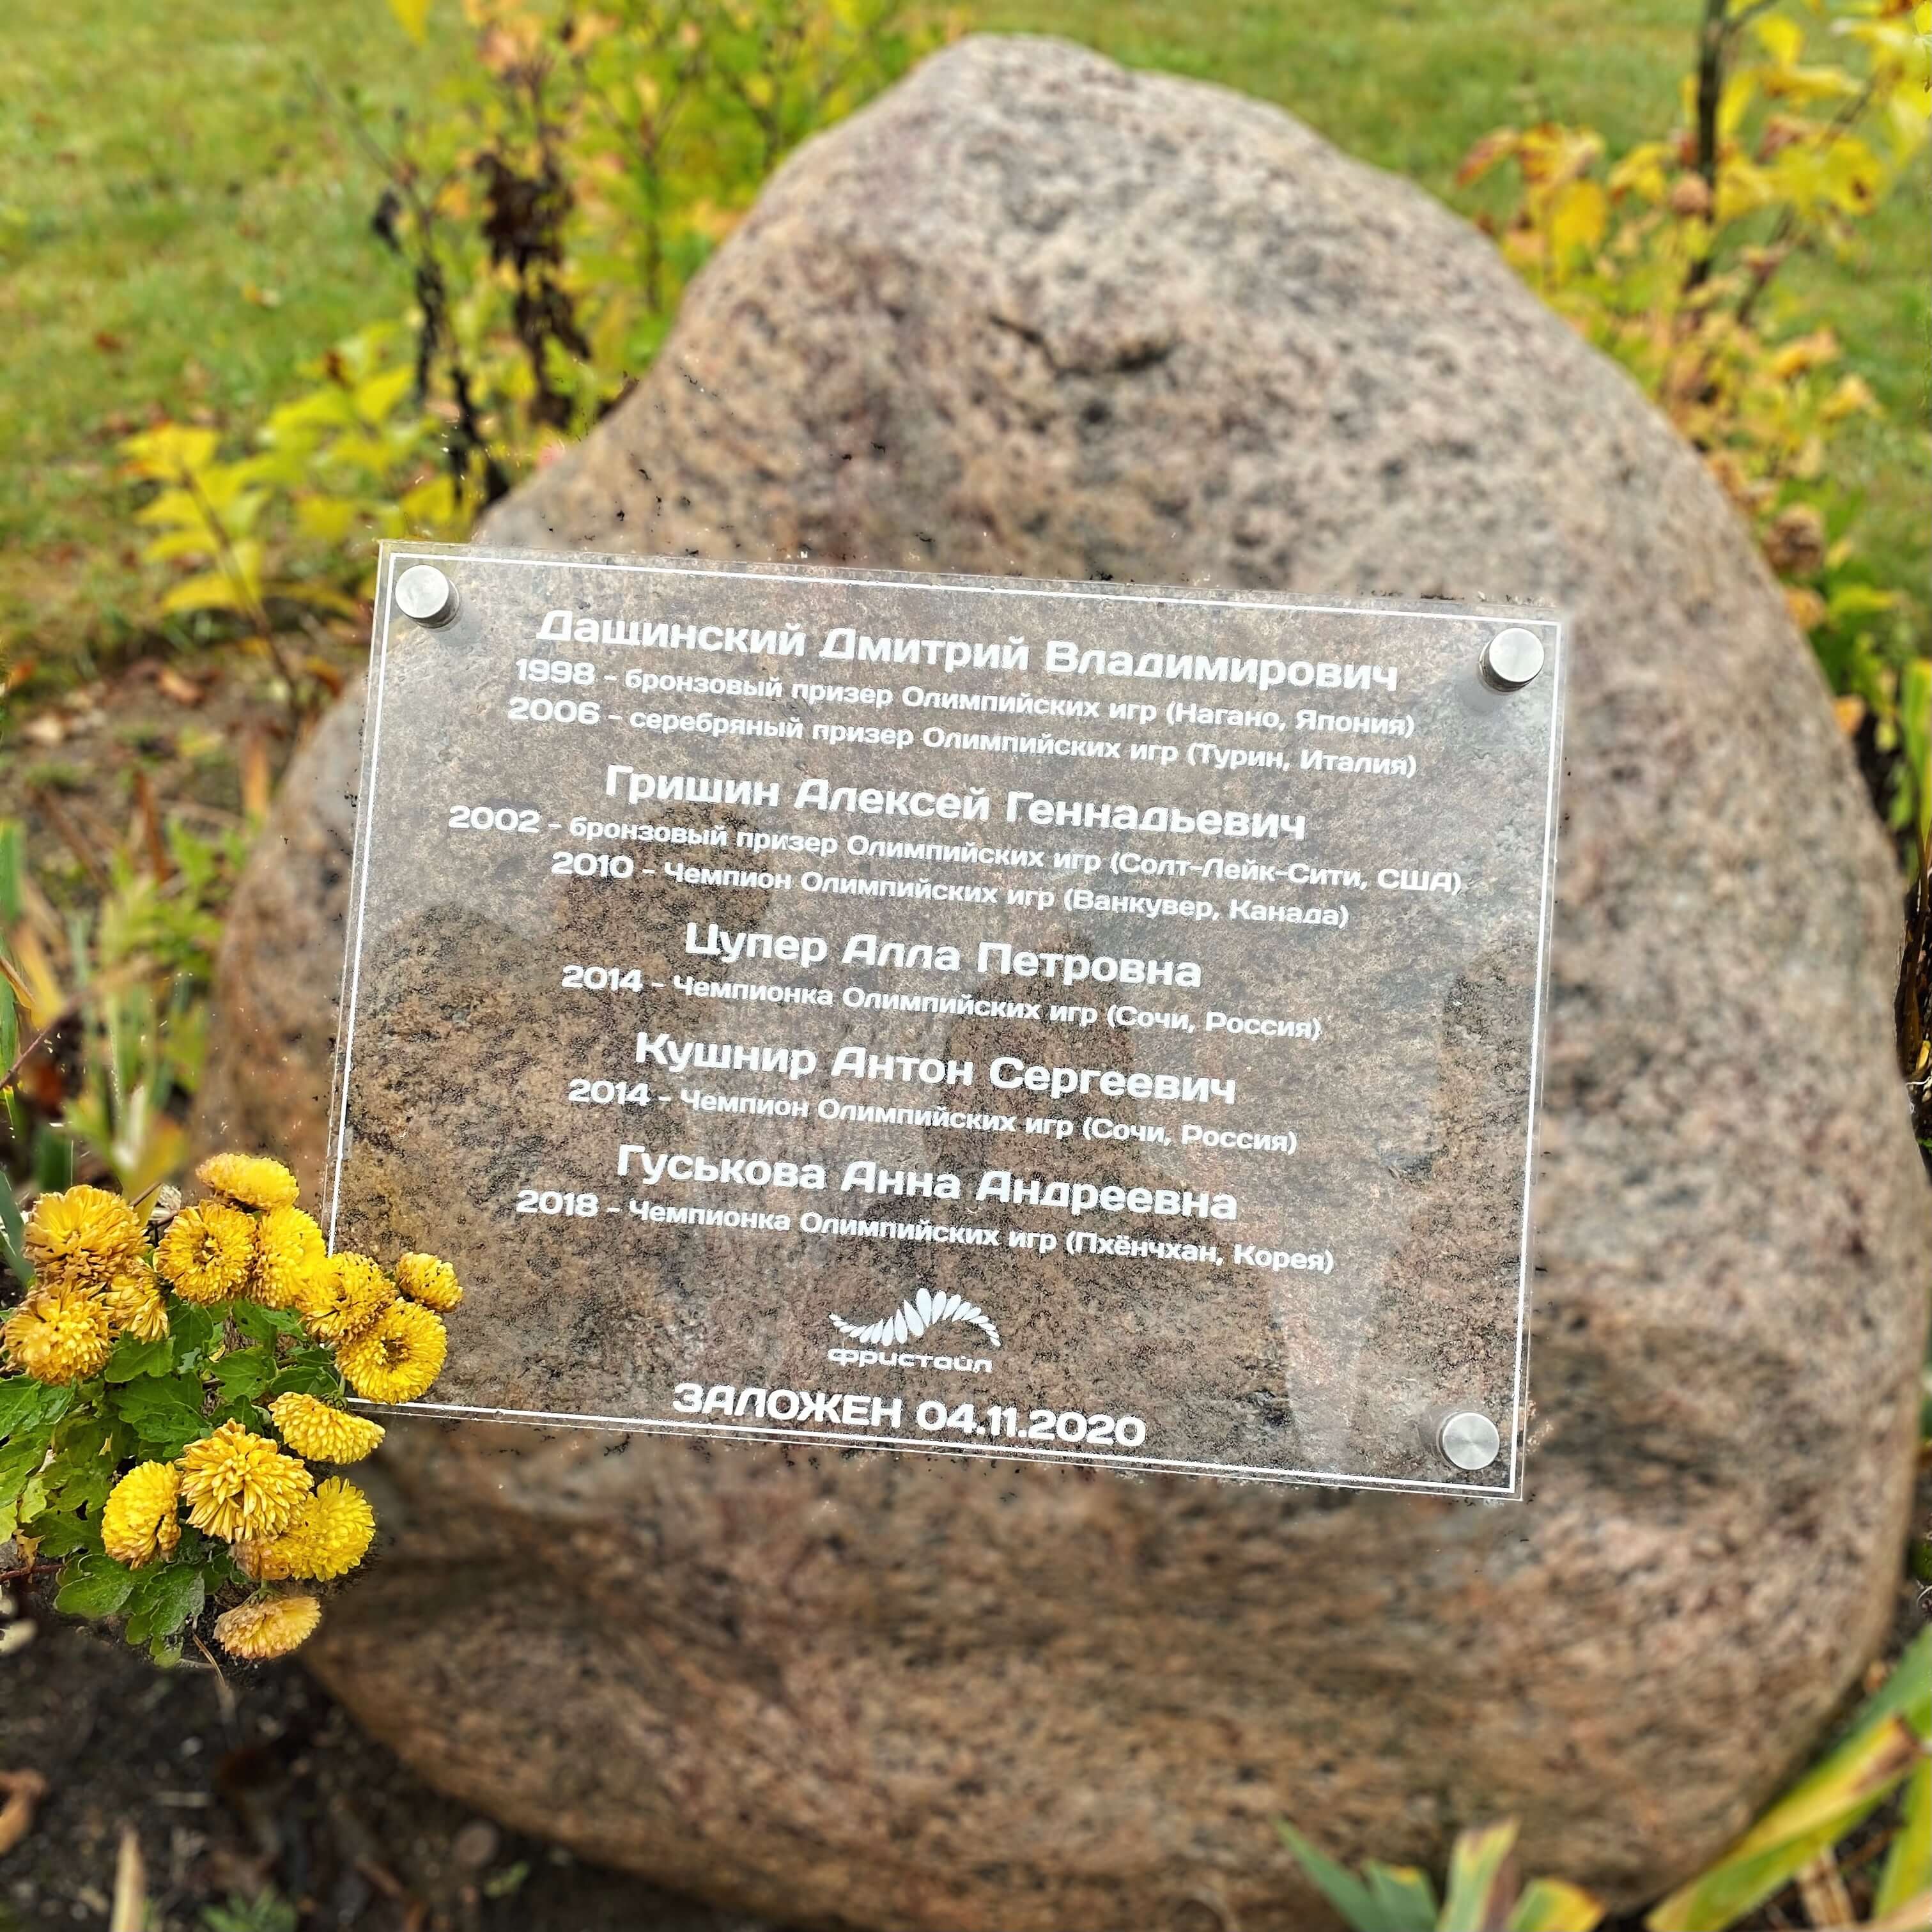 Дащинский Дмитрий Владимирович
1998 - бронзовый призер Олимпийских игр (Нагано, Япония)
2006 - серебряный призер Олимпийских игр (Турин, Италия)
Гришин Алексей Геннадьевич
2002 - бронзовый призер Олимпийских игр (Солт-Лейк-Сити, США)
2010 - Чемпион Олимпийских игр (Ванкувер, Канада)
Цупер Алла Петровна
2014 - Чемпионка Олимпийских игр (Сочи, Россия)
Кушнир Антон Сергеевич
2014 - Чемпион Олимпийских игр (Сочи, Россия)
Гуськова Анна Андреевна
2018 - Чемпионка Олимпийских игр (Пхёнчхан, Корея)
фристайл
ЗАЛОЖЕН 04.11.2020